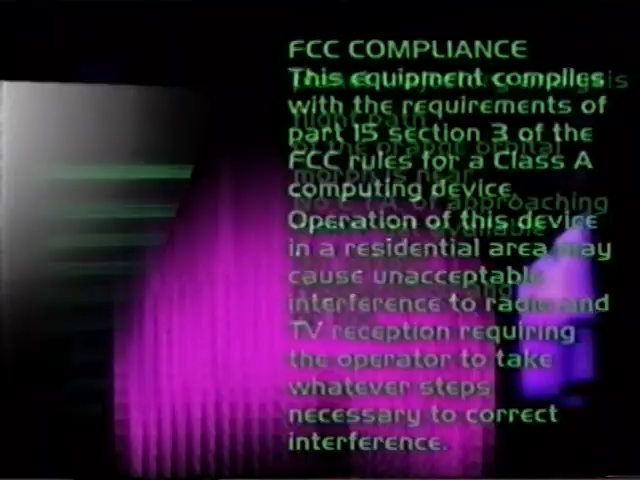 FCC COMPLIANCE
This equipment complies
with the requirements of
part 15 section 3 of the
FCC rules for a Class A
computing device.
Operation of this device
in a residential area may
cause unacceptable
interference to radio and
TV reception requiring
the operator to take
whatever steps
necessary to correct
interference.